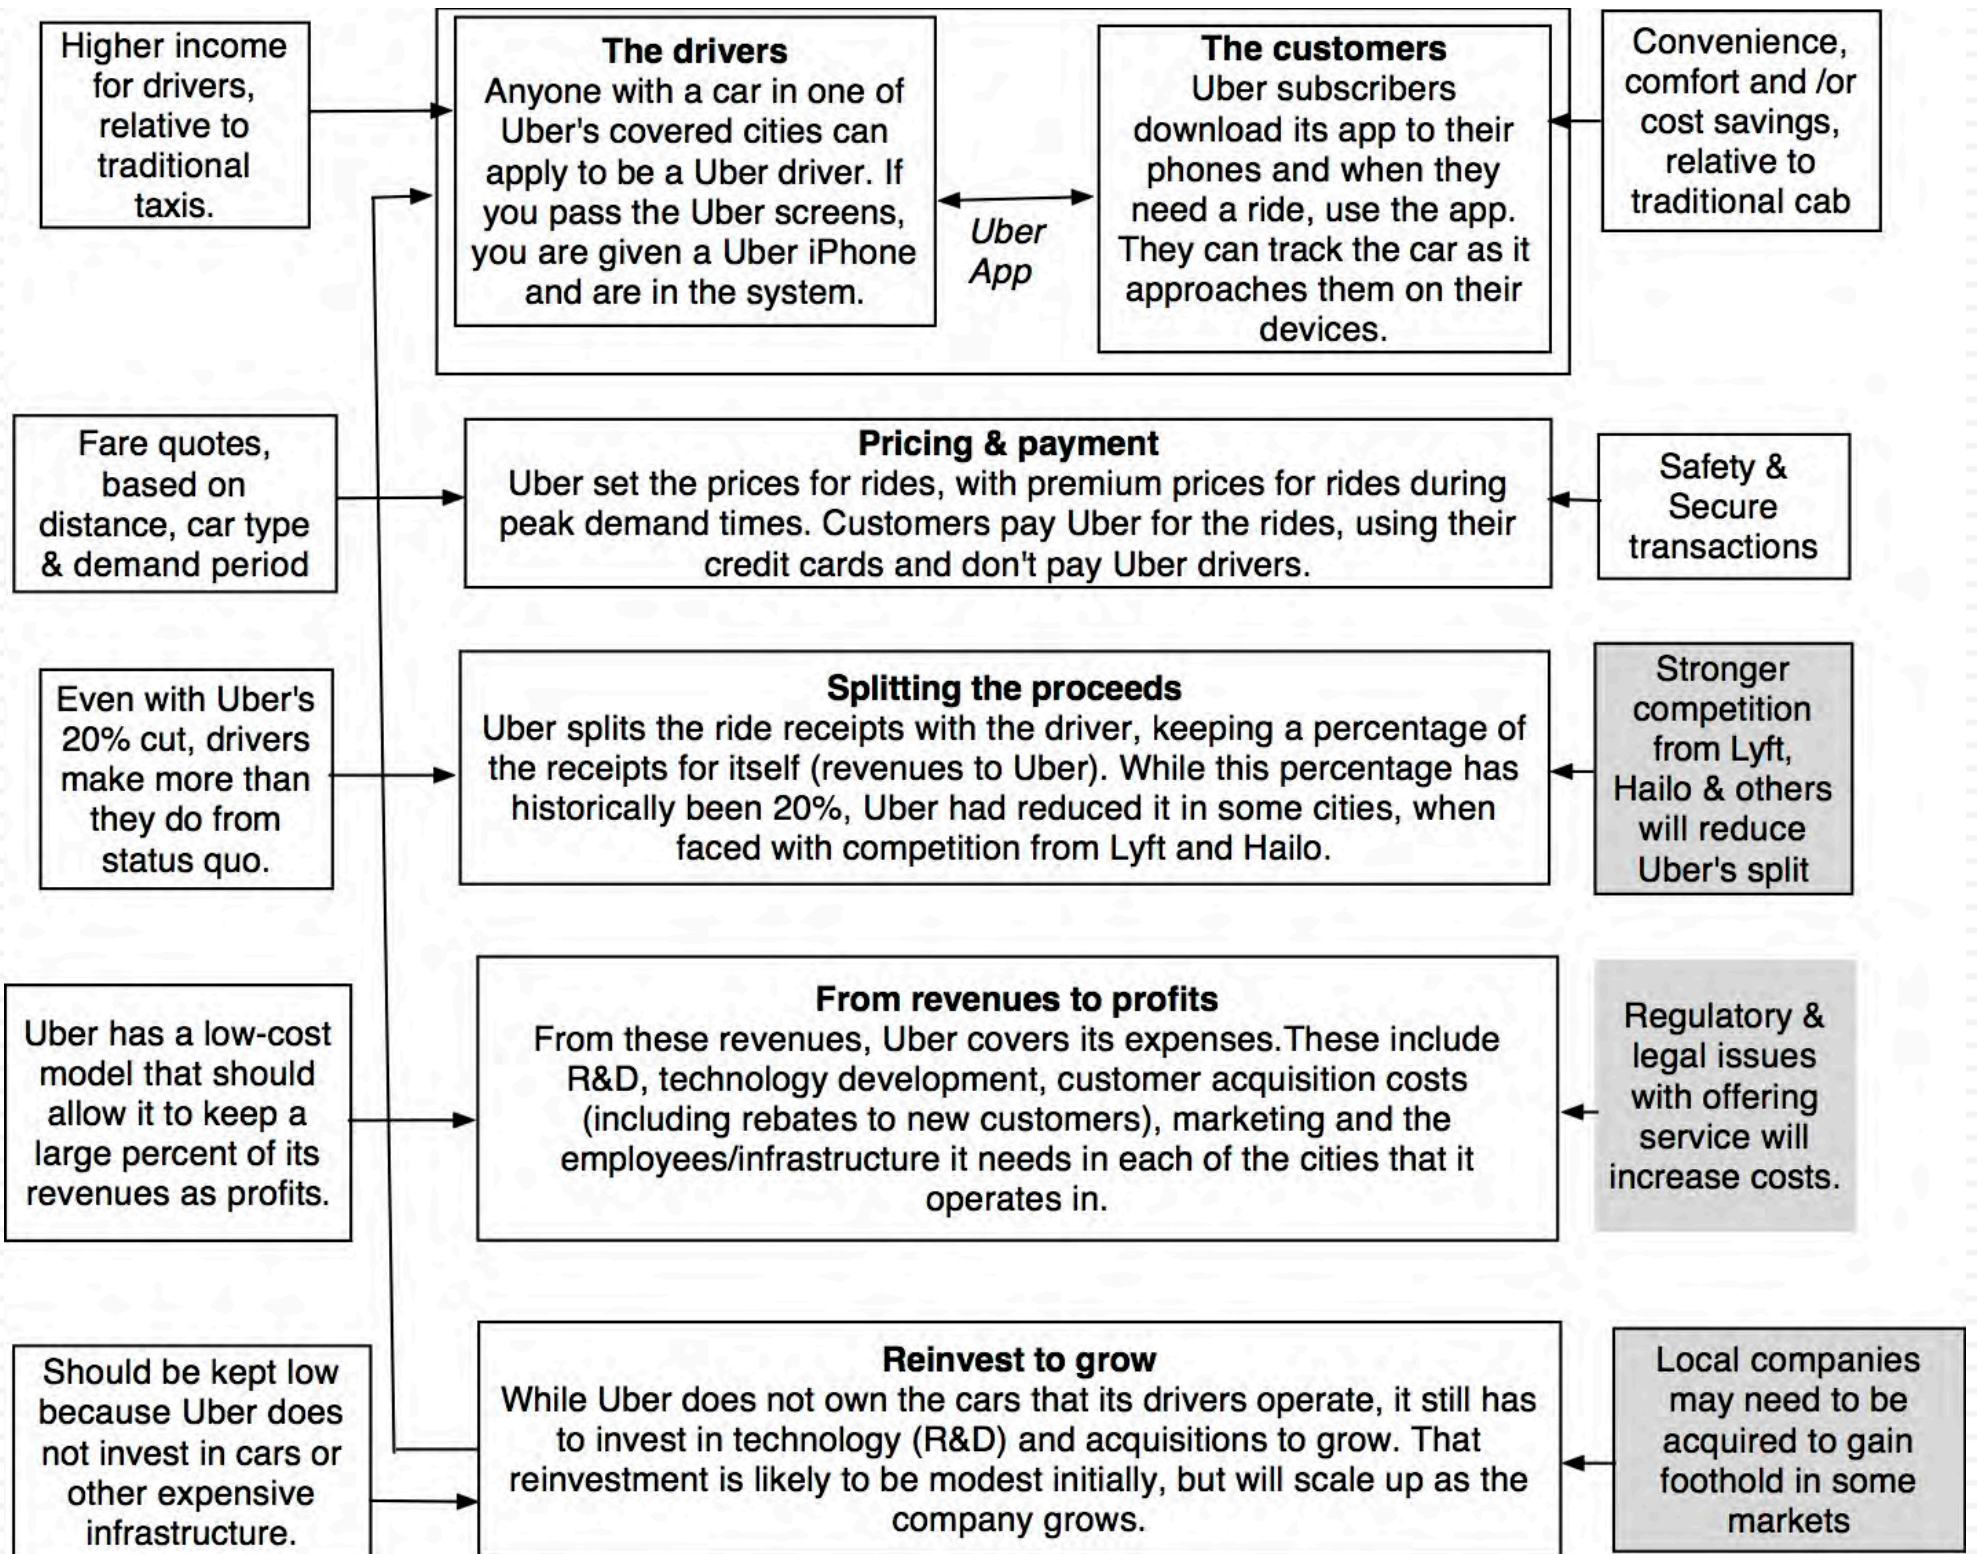 Higher income
for drivers,
relative to
traditional
taxis.
The drivers
Anyone with a car in one of
Uber's covered cities can
apply to be a Uber driver. If
you pass the Uber screens,
you are given a Uber iPhone
and are in the system.
Uber
App
The customers
Uber subscribers
download its app to their
phones and when they
need a ride, use the app.
They can track the car as it
approaches them on their
devices.
Convenience,
comfort and /or
cost savings,
relative to
traditional cab
Fare quotes,
based on
distance, car type
& demand period
Pricing & payment
Uber set the prices for rides, with premium prices for rides during
peak demand times. Customers pay Uber for the rides, using their
credit cards and don't pay Uber drivers.
Safety &
Secure
transactions
Even with Uber's
20% cut, drivers
make more than
they do from
status quo.
Splitting the proceeds
Uber splits the ride receipts with the driver, keeping a percentage of
the receipts for itself (revenues to Uber). While this percentage has
historically been 20%, Uber had reduced it in some cities, when
faced with competition from Lyft and Hailo.
Stronger
competition
from Lyft,
Hailo & others
will reduce
Uber's split
Uber has a low-cost
model that should
allow it to keep a
large percent of its
revenues as profits.
From revenues to profits
From these revenues, Uber covers its expenses.These include
R&D, technology development, customer acquisition costs
(including rebates to new customers), marketing and the
employees/infrastructure it needs in each of the cities that it
operates in.
Regulatory &
legal issues
with offering
service will
increase costs.
Should be kept low
because Uber does
not invest in cars or
other expensive
infrastructure.
Reinvest to grow
While Uber does not own the cars that its drivers operate, it still has
to invest in technology (R&D) and acquisitions to grow. That
reinvestment is likely to be modest initially, but will scale up as the
company grows.
Local companies
may need to be
acquired to gain
foothold in some
markets